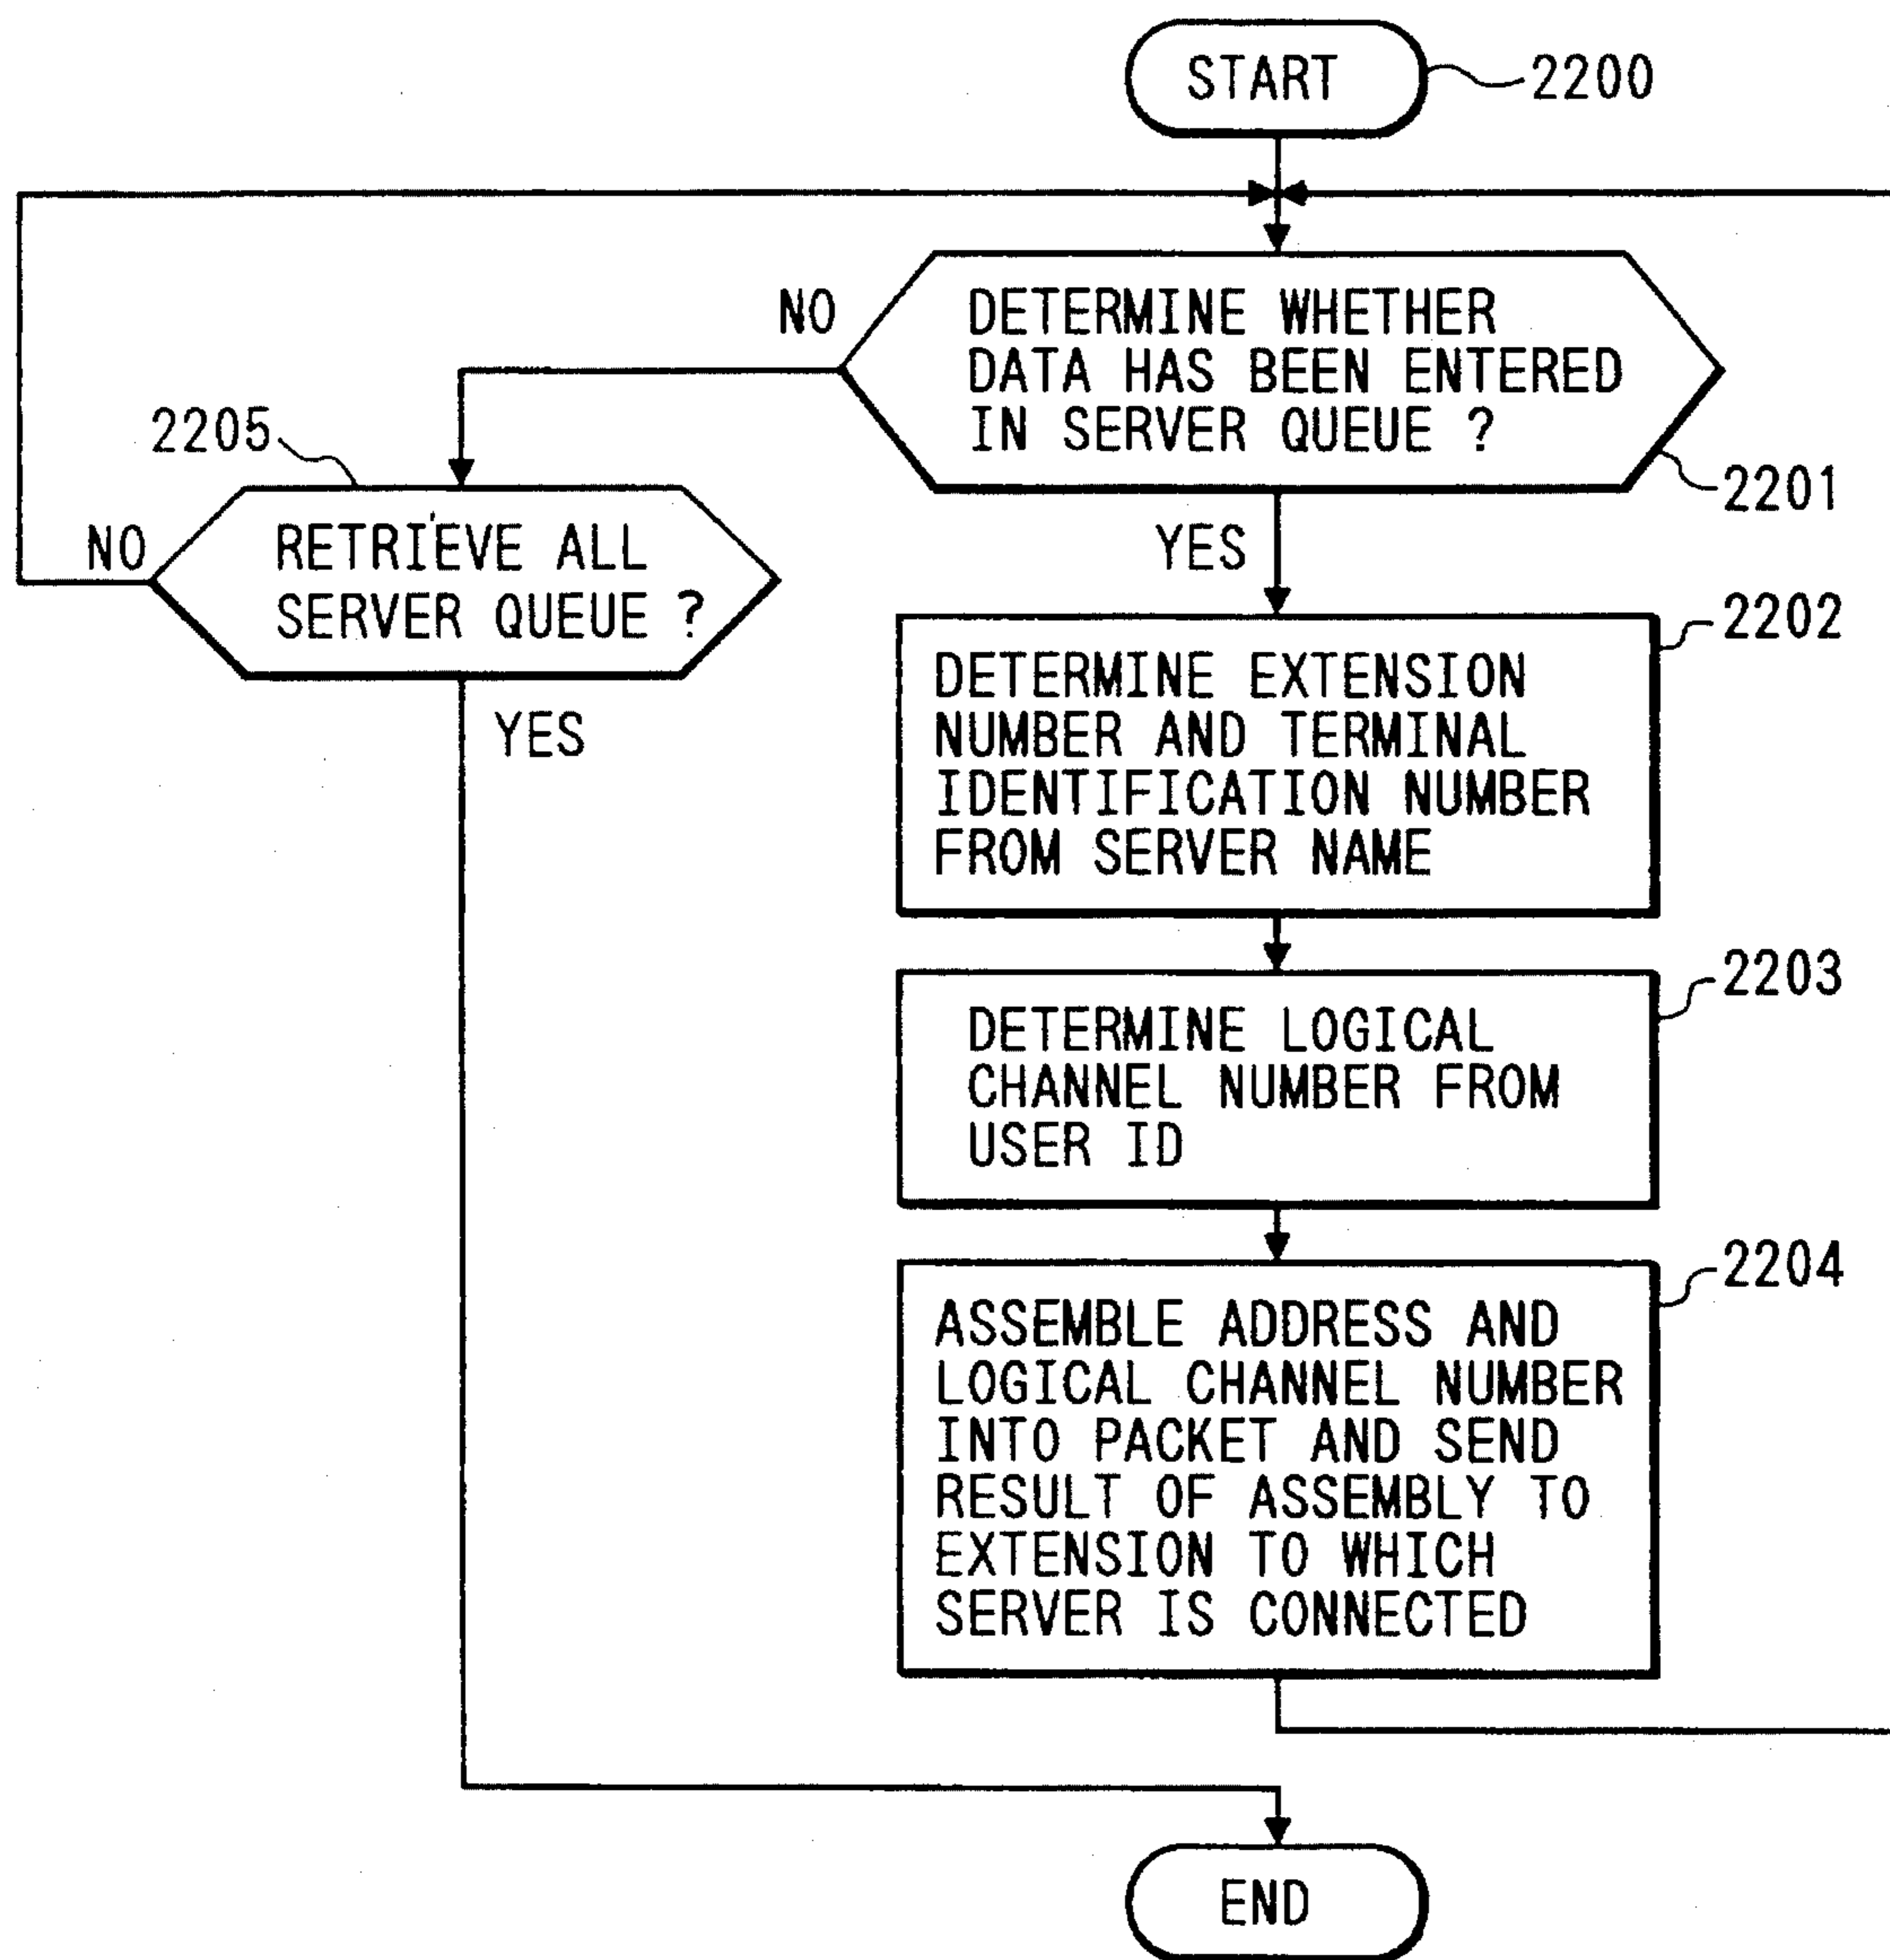 START
2200
NO
DETERMINE WHETHER
DATA HAS BEEN ENTERED
IN SERVER QUEUE ?
2201
2205
NO
RETRIEVE ALL
SERVER QUEUE ?
YES
YES
2202
DETERMINE EXTENSION
NUMBER AND TERMINAL
IDENTIFICATION NUMBER
FROM SERVER NAME
2203
DETERMINE LOGICAL
CHANNEL NUMBER FROM
USER ID
2204
ASSEMBLE ADDRESS AND
LOGICAL CHANNEL NUMBER
INTO PACKET AND SEND
RESULT OF ASSEMBLY TO
EXTENSION TO WHICH
SERVER IS CONNECTED
END